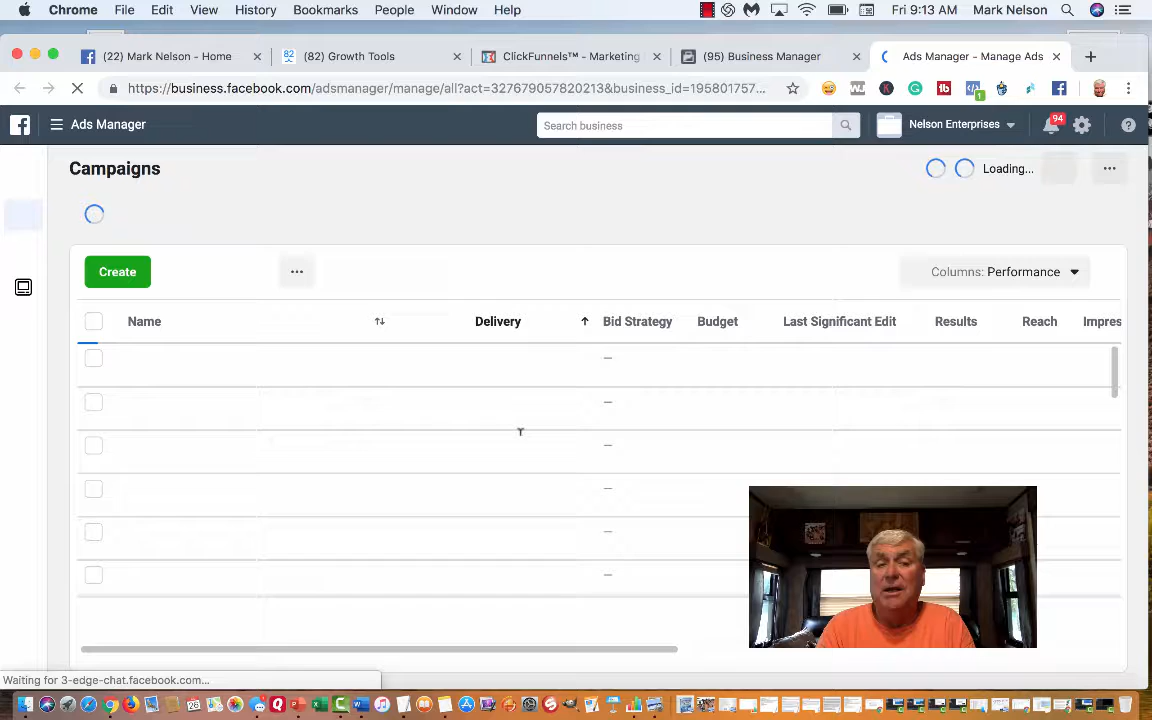 Chrome File Edit View History Bookmarks People Window Help Fri 9:13 AM Mark Nelson
(22) Mark Nelson - Home (82) Growth Tools ClickFunnels™ - Marketing (95) Business Manager Ads Manager - Manage Ads
https://business.facebook.com/adsmanager/manage/all?act=327679057820213&business_id=195801757...
Ads Manager Search business Nelson Enterprises 94
Campaigns Loading...
Create Columns: Performance
Name Delivery Bid Strategy Budget Last Significant Edit Results Reach Impres
Waiting for 3-edge-chat.facebook.com...